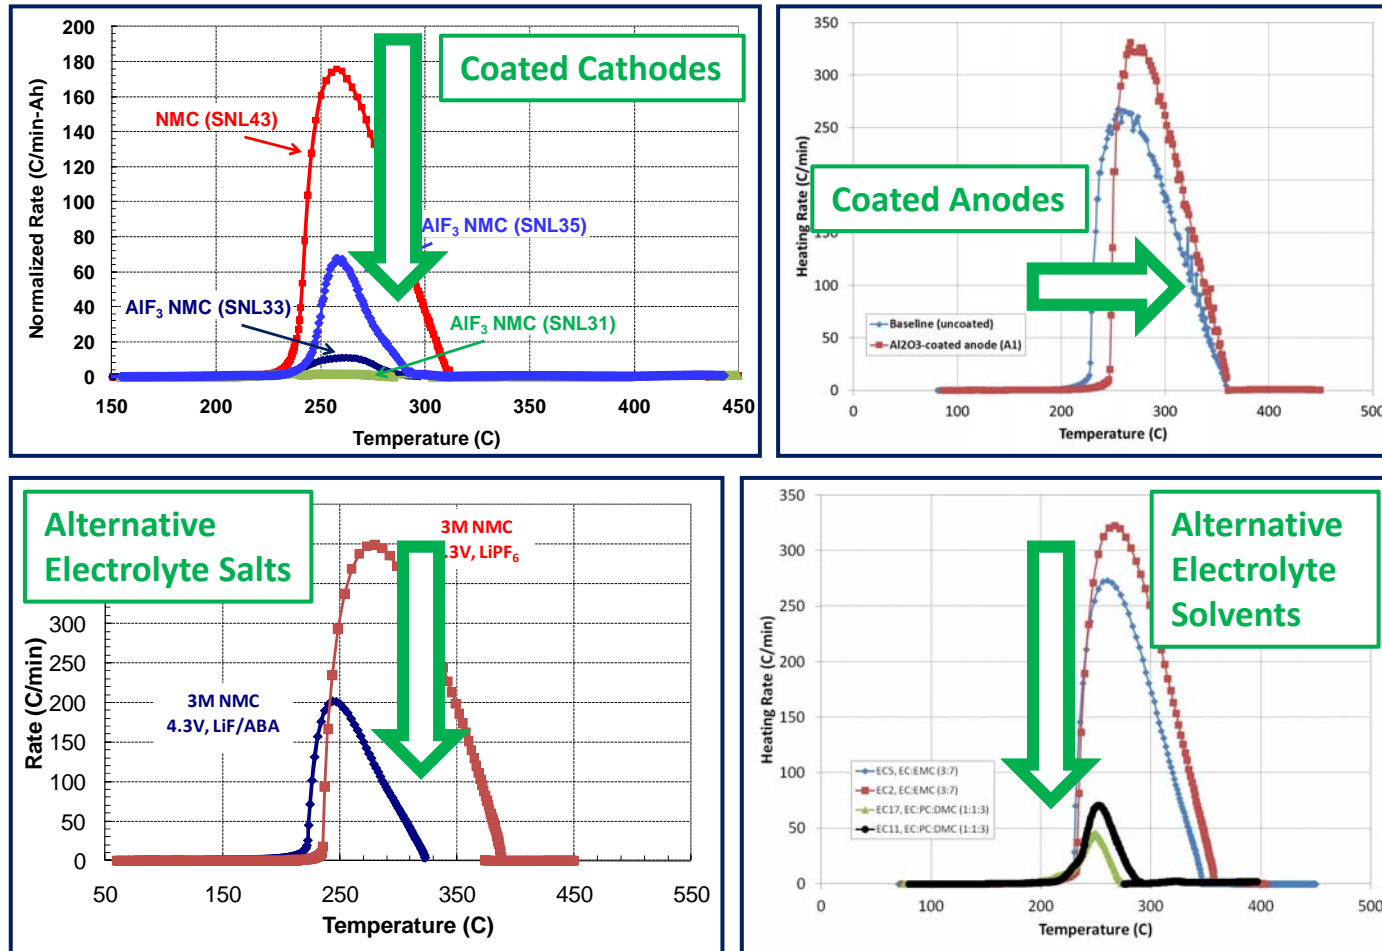 Coated Cathodes
NMC (SNL43)
AlF₃ NMC (SNL35)
AlF₃ NMC (SNL33)
AlF₃ NMC (SNL31)
Normalized Rate (C/min-Ah)
200
180
160
140
120
100
80
60
40
20
0
150
200
250
300
350
400
450
Temperature (C)
Coated Anodes
Heating Rate (C/min)
350
300
250
150
100
50
0
Baseline (uncoated)
Al2O3-coated anode (A1)
0
100
200
300
400
500
Temperature (C)
Alternative
Electrolyte Salts
3M NMC
.3V, LiPF₆
3M NMC
4.3V, LiF/ABA
Rate (C/min)
300
250
200
150
100
50
0
50
150
250
350
450
550
Temperature (C)
Alternative
Electrolyte
Solvents
Heating Rate (C/min)
350
300
250
200
150
100
50
0
EC5, EC:EMC (3:7)
EC2, EC:EMC (3:7)
EC17, EC:PC:DMC (1:1:3)
EC11, EC:PC:DMC (1:1:3)
0
100
200
300
400
500
Temperature (C)